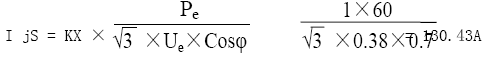 I jS = KX × Pe / (√3 ×Ue×Cosφ) 1×60 / (√3 ×0.38×0.7 = 130.43A